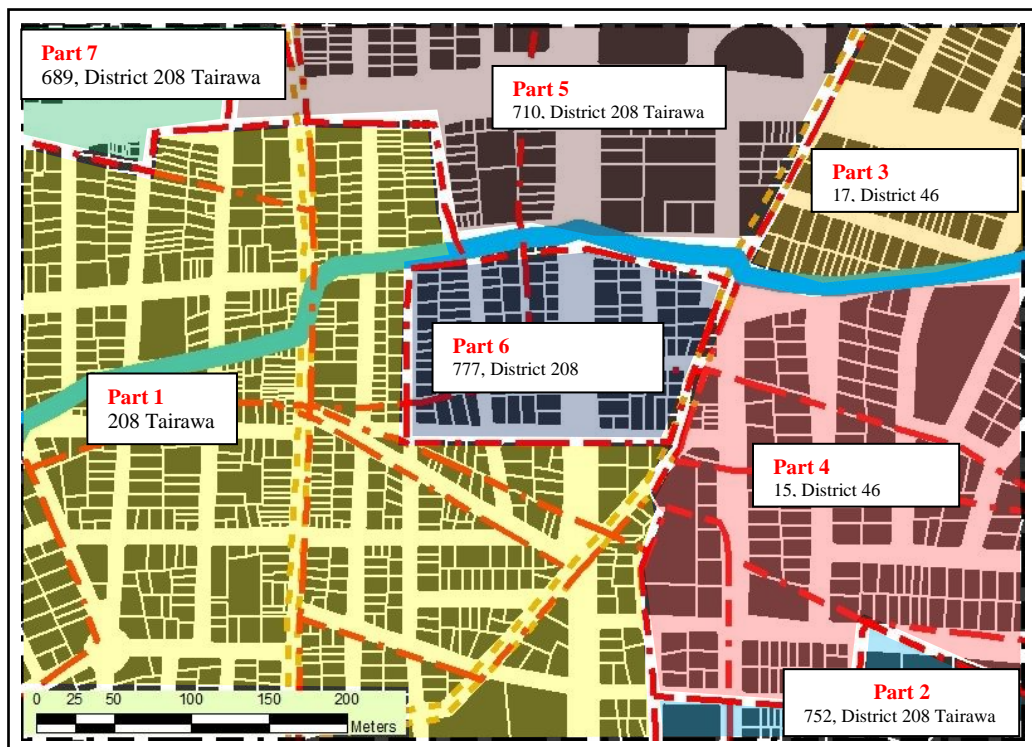 Part 7
689, District 208 Tairawa
Part 5
710, District 208 Tairawa
Part 3
17, District 46
Part 6
777, District 208
Part 1
208 Tairawa
Part 4
15, District 46
Part 2
752, District 208 Tairawa
0 25 50 100 150 200
Meters